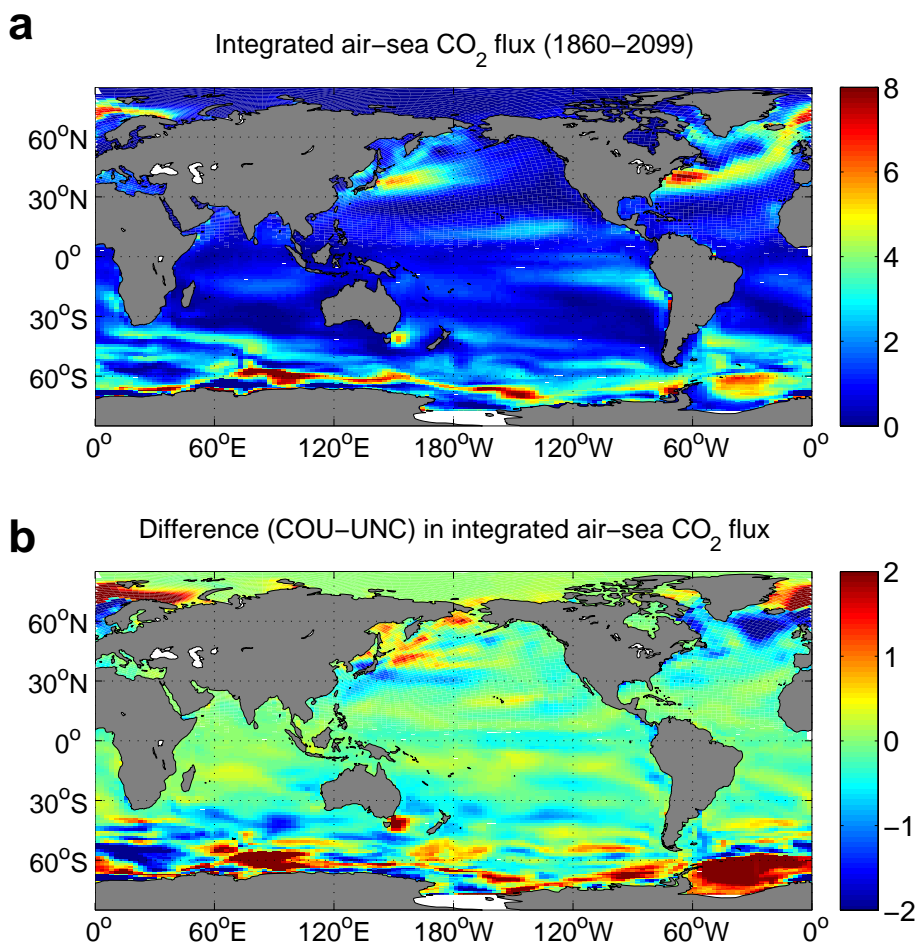 a
Integrated air–sea CO2 flux (1860–2099)
60°N
30°N
0°
30°S
60°S
0° 60°E 120°E 180°W 120°W 60°W 0°
8
6
4
2
0
b
Difference (COU–UNC) in integrated air–sea CO2 flux
60°N
30°N
0°
30°S
60°S
0° 60°E 120°E 180°W 120°W 60°W 0°
2
1
0
−1
−2